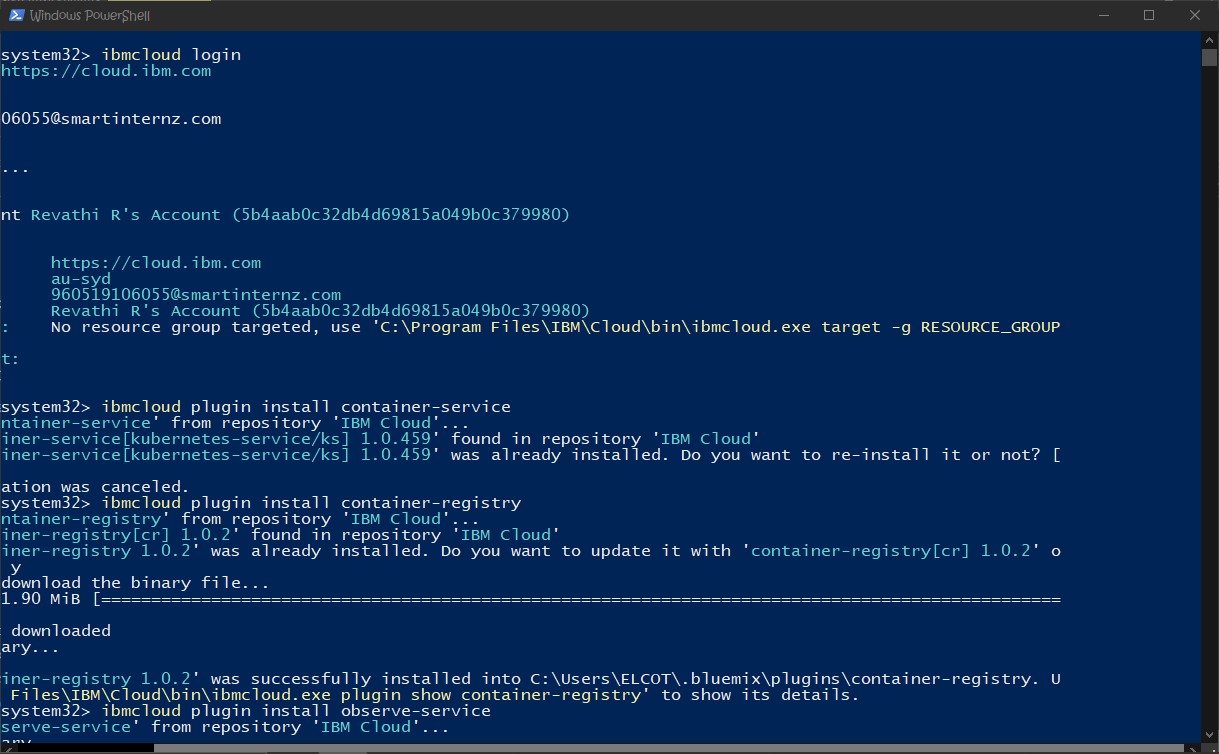 Windows PowerShell
system32> ibmcloud login
https://cloud.ibm.com
06055@smartinternz.com
...
nt Revathi R's Account (5b4aab0c32db4d69815a049b0c379980)
https://cloud.ibm.com
au-syd
960519106055@smartinternz.com
Revathi R's Account (5b4aab0c32db4d69815a049b0c379980)
: No resource group targeted, use 'C:\Program Files\IBM\Cloud\bin\ibmcloud.exe target -g RESOURCE_GROUP
t:
system32> ibmcloud plugin install container-service
ntainer-service' from repository 'IBM Cloud'...
iner-service[kubernetes-service/ks] 1.0.459' found in repository 'IBM Cloud'
iner-service[kubernetes-service/ks] 1.0.459' was already installed. Do you want to re-install it or not? [
ation was canceled.
system32> ibmcloud plugin install container-registry
ntainer-registry' from repository 'IBM Cloud'...
iner-registry[cr] 1.0.2' found in repository 'IBM Cloud'
iner-registry 1.0.2' was already installed. Do you want to update it with 'container-registry[cr] 1.0.2' o
y
download the binary file...
1.90 MiB [================================================================================================
downloaded
ary...
iner-registry 1.0.2' was successfully installed into C:\Users\ELCOT\.bluemix\plugins\container-registry. U
Files\IBM\Cloud\bin\ibmcloud.exe plugin show container-registry' to show its details.
system32> ibmcloud plugin install observe-service
serve-service' from repository 'IBM Cloud'...